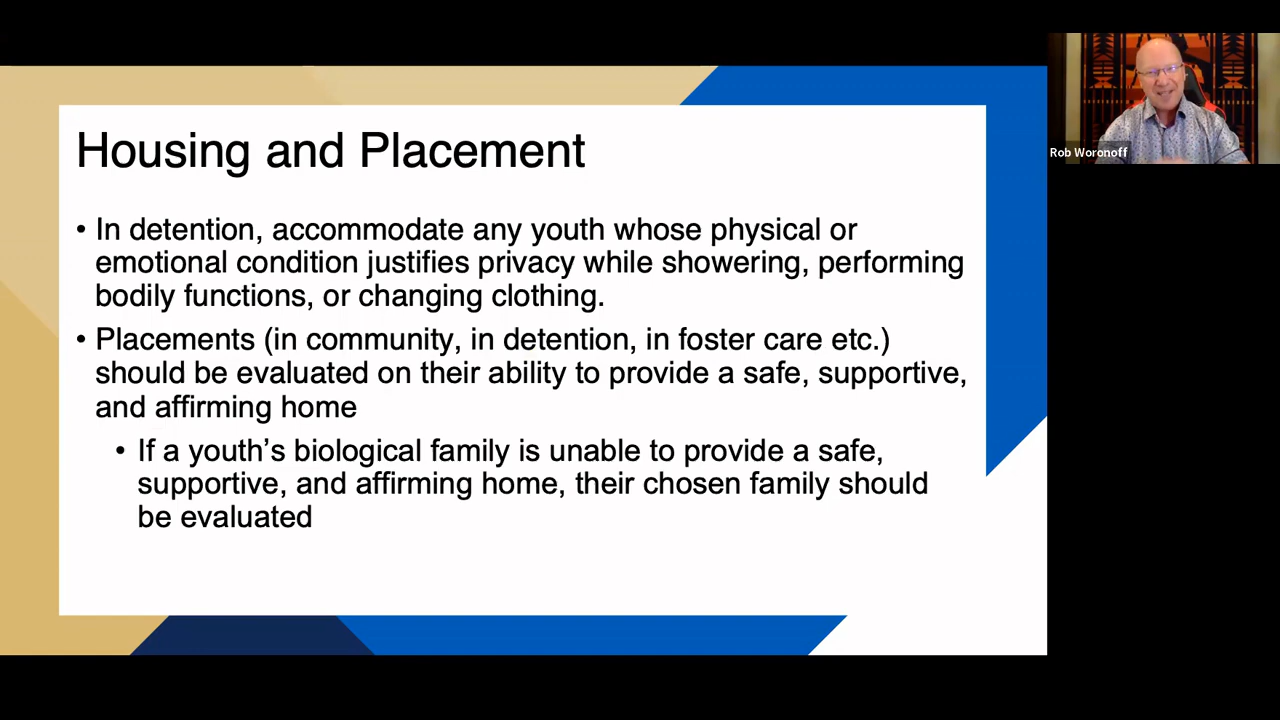 Housing and Placement
• In detention, accommodate any youth whose physical or
emotional condition justifies privacy while showering, performing
bodily functions, or changing clothing.
• Placements (in community, in detention, in foster care etc.)
should be evaluated on their ability to provide a safe, supportive,
and affirming home
• If a youth’s biological family is unable to provide a safe,
supportive, and affirming home, their chosen family should
be evaluated
Rob Woronoff